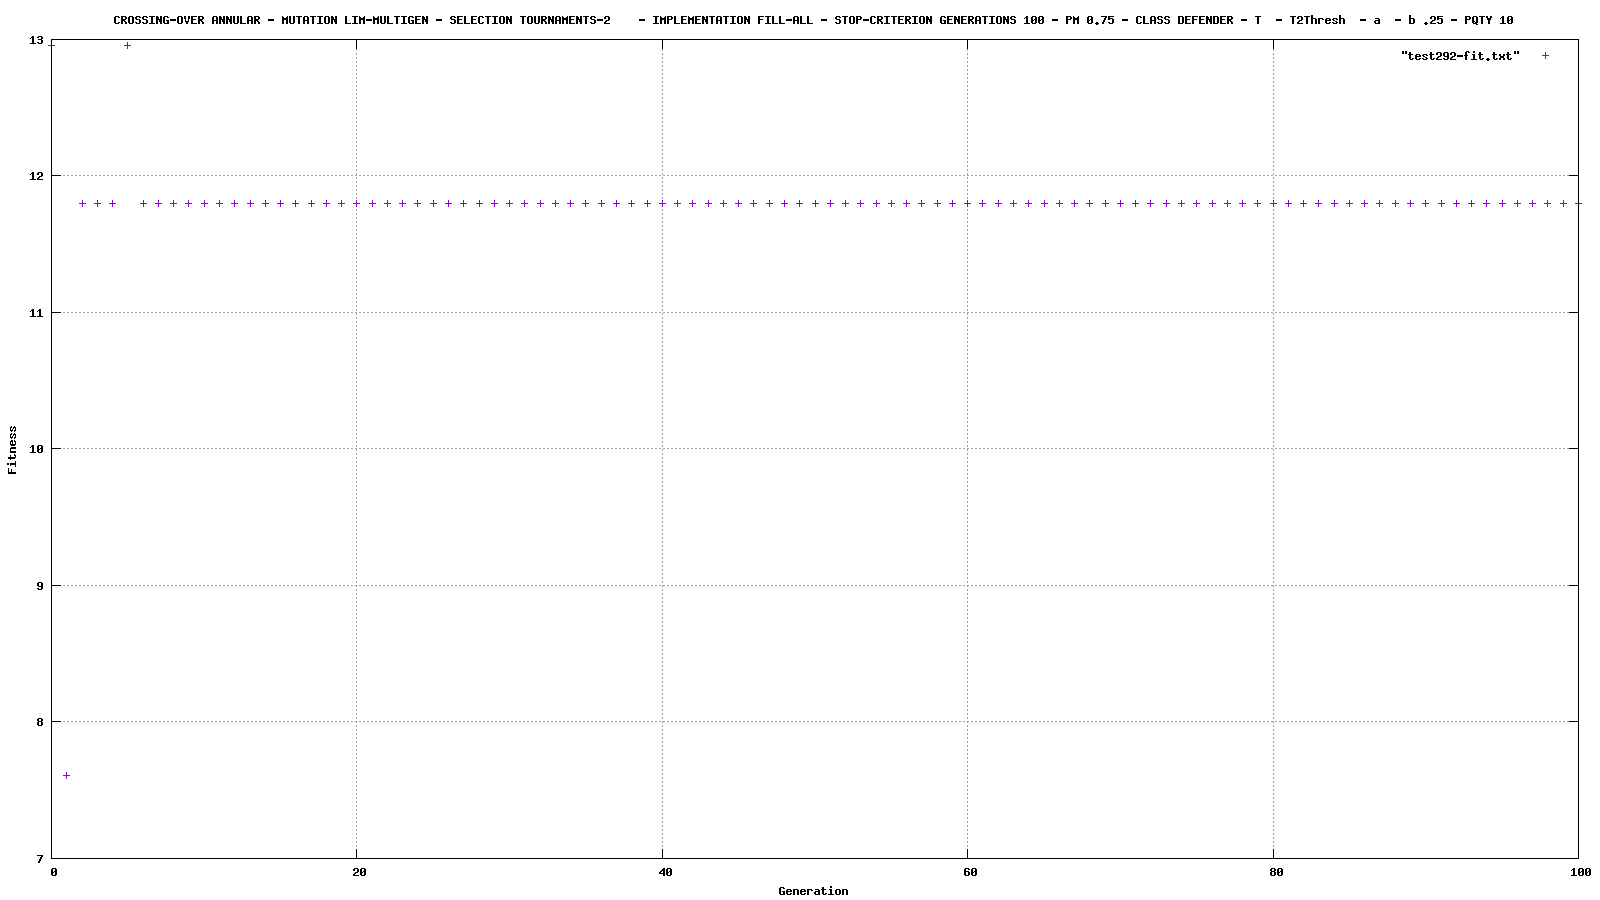 CROSSING-OVER ANNULAR - MUTATION LIM-MULTIGEN - SELECTION TOURNAMENTS-2    - IMPLEMENTATION FILL-ALL - STOP-CRITERION GENERATIONS 100 - PM 0.75 - CLASS DEFENDER - T  - T2Thresh  - a  - b .25 - PQTY 10
"test292-fit.txt"
13
12
11
10
9
8
7
Fitness
0 20 40 60 80 100
Generation